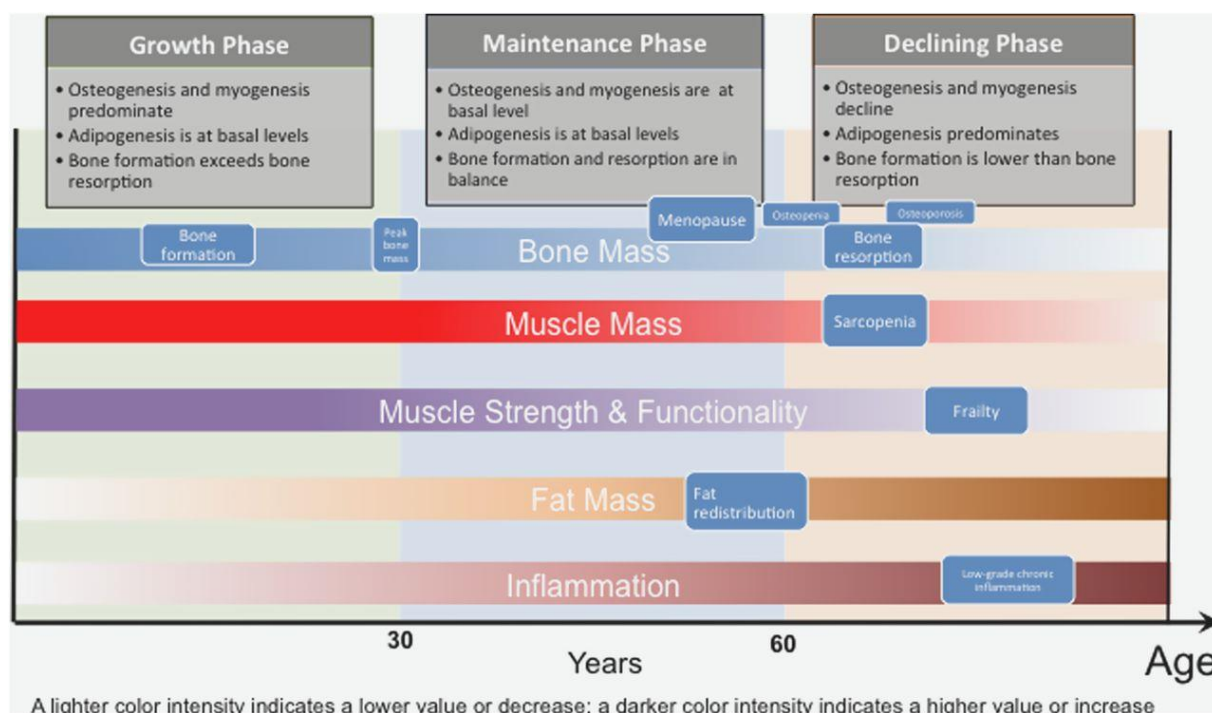 Growth Phase
• Osteogenesis and myogenesis
predominate
• Adipogenesis is at basal levels
• Bone formation exceeds bone
resorption
Maintenance Phase
• Osteogenesis and myogenesis are at
basal level
• Adipogenesis is at basal levels
• Bone formation and resorption are in
balance
Declining Phase
• Osteogenesis and myogenesis
decline
• Adipogenesis predominates
• Bone formation is lower than bone
resorption
Menopause
Osteopenia
Osteoporosis
Bone
formation
Peak
bone
mass
Bone Mass
Bone
resorption
Muscle Mass
Sarcopenia
Muscle Strength & Functionality
Frailty
Fat Mass
Fat
redistribution
Inflammation
Low-grade chronic
inflammation
30
60
Years
Age
A lighter color intensity indicates a lower value or decrease; a darker color intensity indicates a higher value or increase